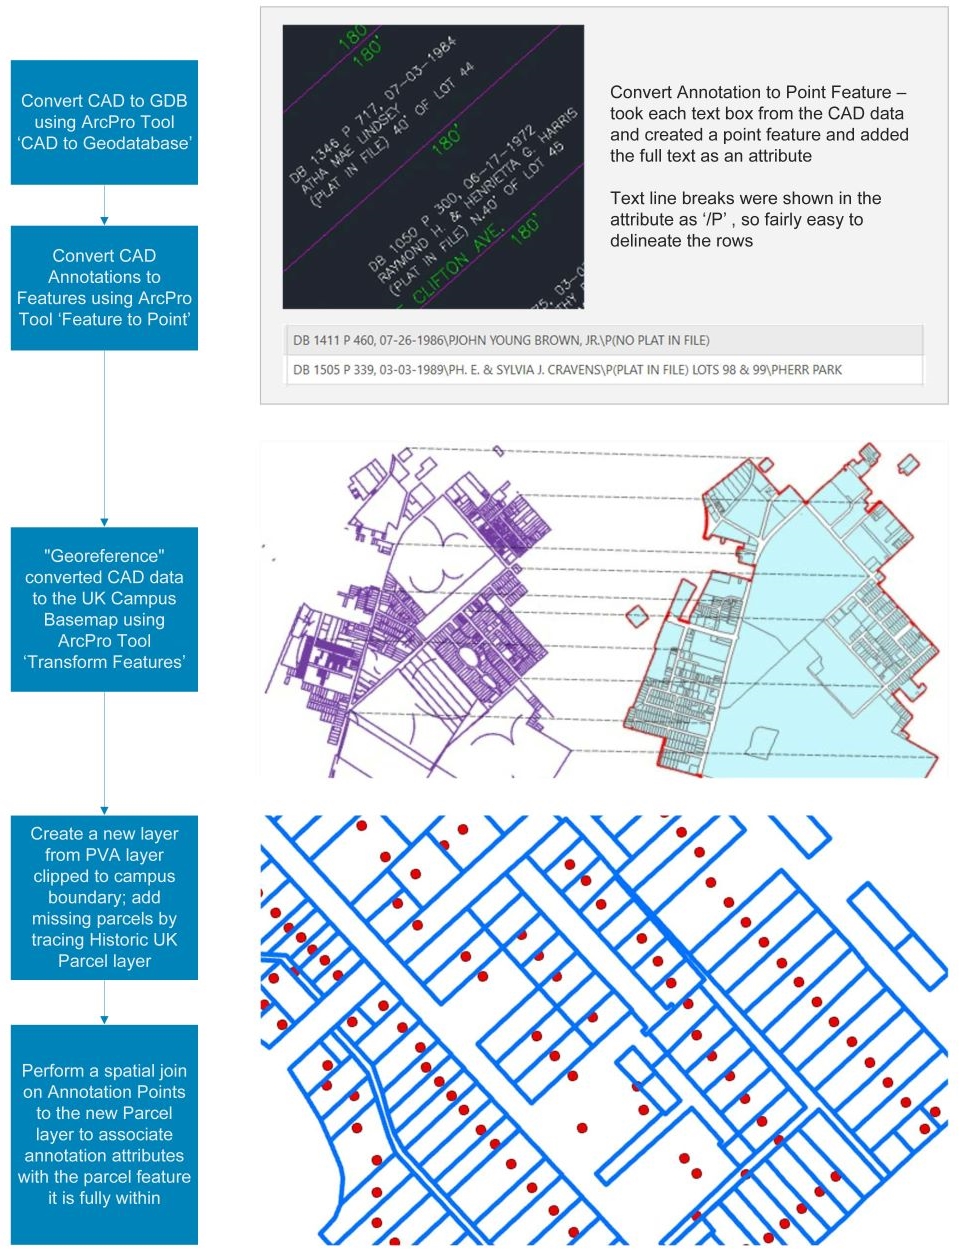 Convert CAD to GDB
using ArcPro Tool
‘CAD to Geodatabase’
Convert CAD
Annotations to
Features using ArcPro
Tool ‘Feature to Point’
"Georeference"
converted CAD data
to the UK Campus
Basemap using
ArcPro Tool
‘Transform Features’
Create a new layer
from PVA layer
clipped to campus
boundary; add
missing parcels by
tracing Historic UK
Parcel layer
Perform a spatial join
on Annotation Points
to the new Parcel
layer to associate
annotation attributes
with the parcel feature
it is fully within
180'
180'
DB 1346 P 717, 07-03-1984
ATHA MAE LINDSEY
(PLAT IN FILE) 40' OF LOT 44
180'
DB 1050 P 300, 06-17-1972
RAYMOND H. & HENRIETTA G. HARRIS
(PLAT IN FILE) N.40' OF LOT 45
CLIFTON AVE.
180'
75, 03-0
THY
Convert Annotation to Point Feature –
took each text box from the CAD data
and created a point feature and added
the full text as an attribute
Text line breaks were shown in the
attribute as ‘/P’ , so fairly easy to
delineate the rows
DB 1411 P 460, 07-26-1986\PJOHN YOUNG BROWN, JR.\P(NO PLAT IN FILE)
DB 1505 P 339, 03-03-1989\PH. E. & SYLVIA J. CRAVENS\P(PLAT IN FILE) LOTS 98 & 99\PHERR PARK